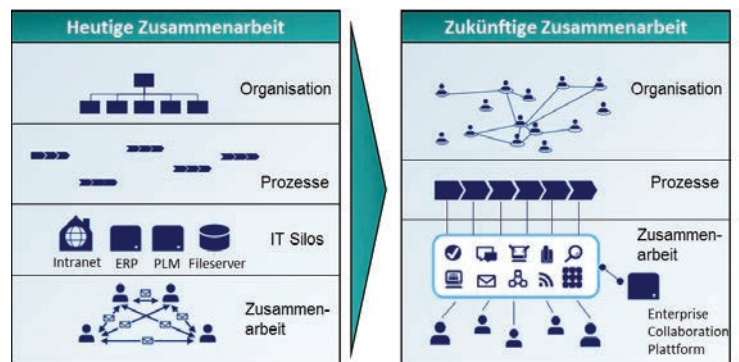 Heutige Zusammenarbeit
Organisation
Prozesse
IT Silos
Intranet ERP PLM Fileserver
Zusammen-
arbeit
Zukünftige Zusammenarbeit
Organisation
Prozesse
Zusammen-
arbeit
Enterprise
Collaboration
Plattform